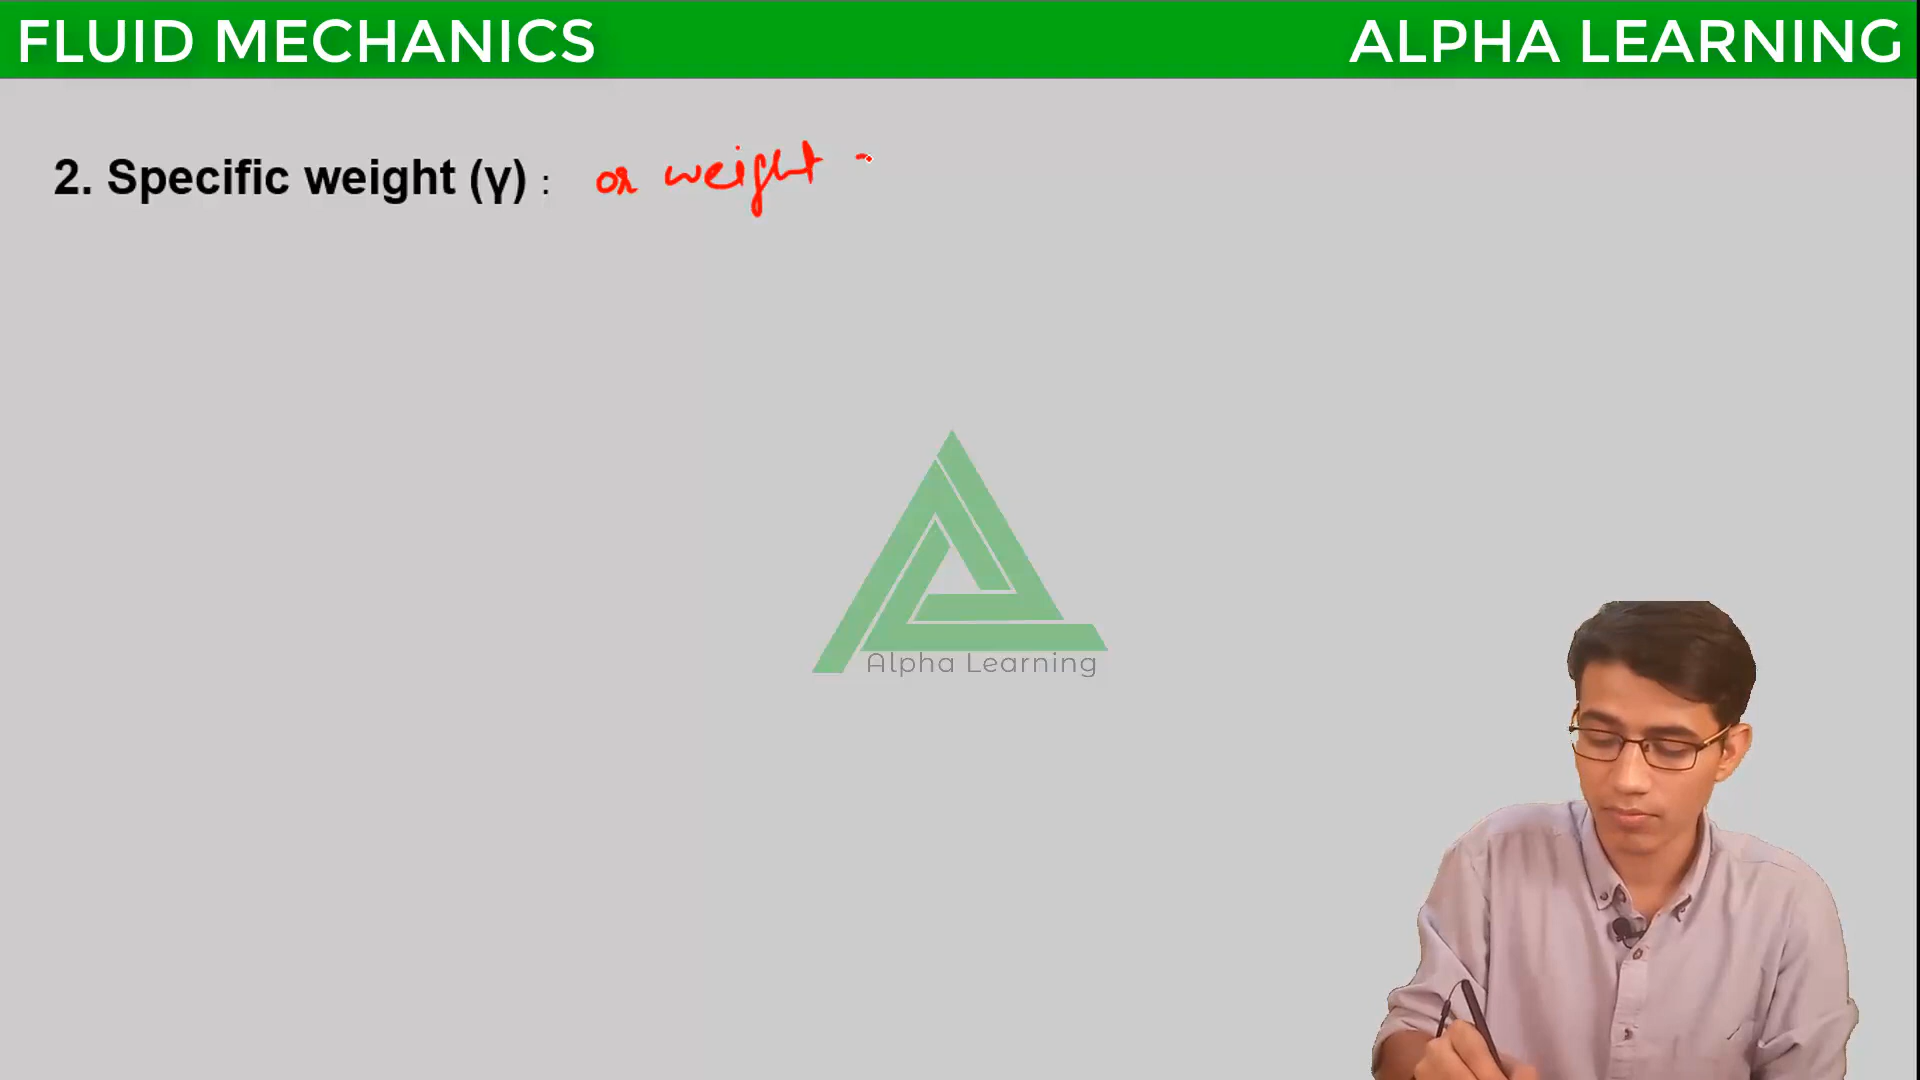 FLUID MECHANICS
ALPHA LEARNING
2. Specific weight (γ) : or weight
Alpha Learning